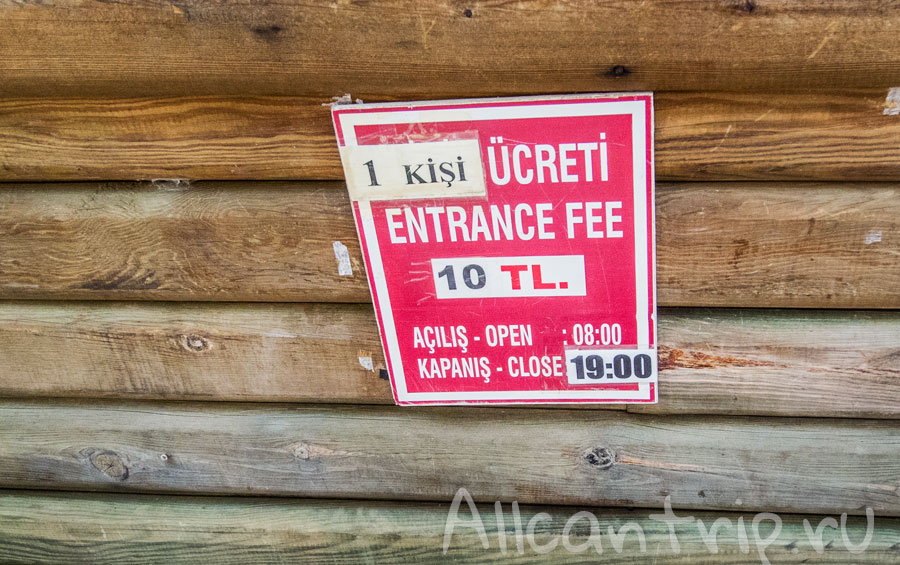 1 KİŞİ ÜCRETİ
ENTRANCE FEE
10 TL.
AÇILIŞ - OPEN : 08:00
KAPANIŞ - CLOSE : 19:00
Allcantrip.ru